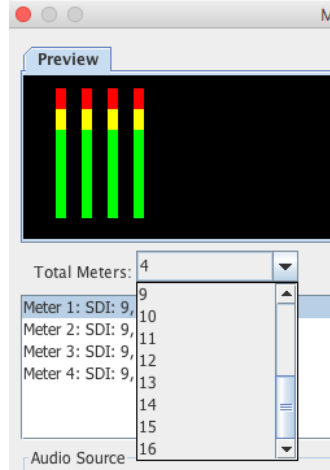 M
Preview
Total Meters: 4
Meter 1: SDI: 9,
Meter 2: SDI: 9,
Meter 3: SDI: 9,
Meter 4: SDI: 9,
9
10
11
12
13
14
15
16
Audio Source